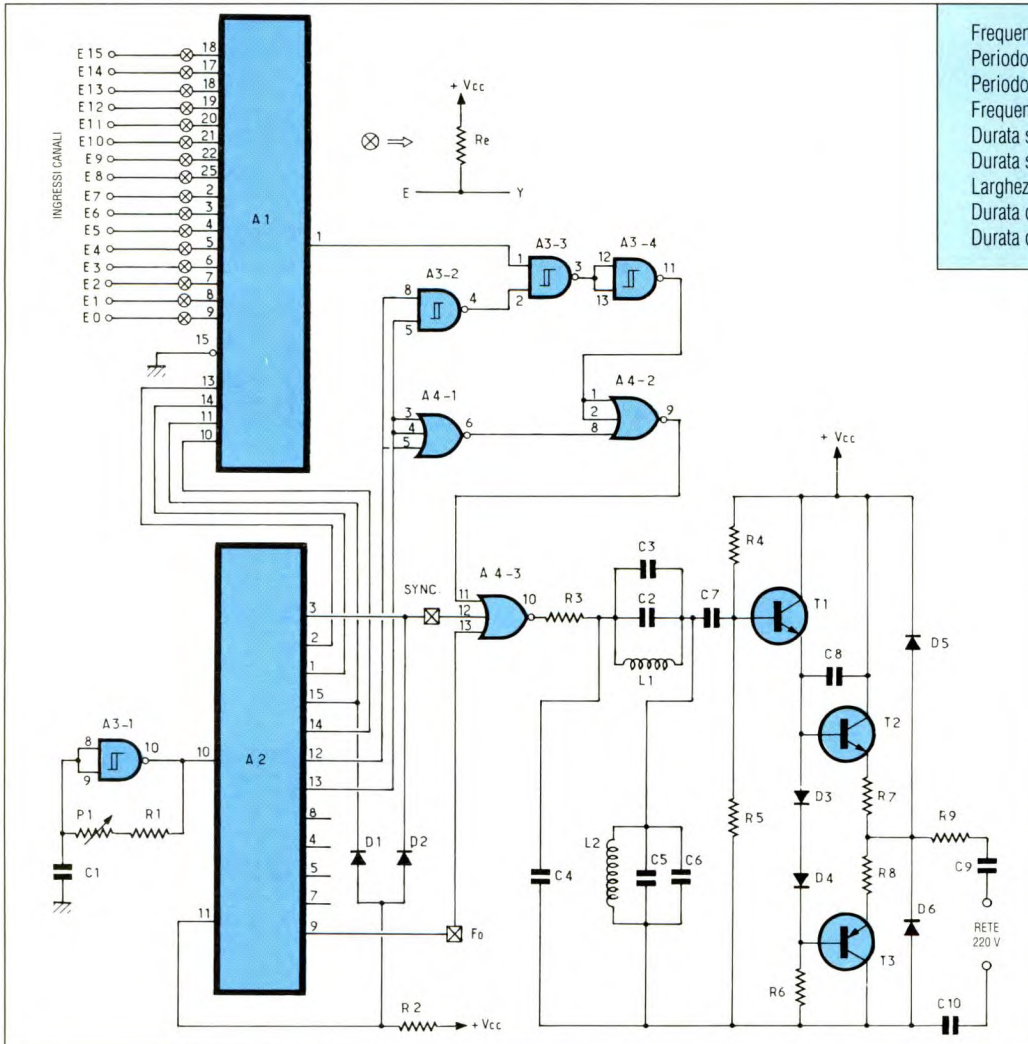 Frequen
Periodo
Periodo
Frequen
Durata s
Durata s
Larghez
Durata d
Durata d
INGRESSI CANALI
E15 18
E14 17
E13 18
E12 19
E11 20
E10 21
E9 22
E8 25
E7 2
E6 3
E5 4
E4 5
E3 6
E2 7
E1 8
E0 9
15
13
14
11
10
A1
1
+ Vcc
Re
E Y
A3-2
8
5
4
A3-3
1
2
3
A3-4
12
13
11
A4-1
3
4
5
6
A4-2
1
2
8
9
+ Vcc
A2
3
2
1
15
14
12
13
8
4
5
7
9
10
11
SYNC.
A4-3
11
12
13
10
R3
C3
C2
L1
C7
R4
T1
C8
D5
T2
A3-1
8
9
10
P1
R1
C1
D1
D2
Fo
R2
+ Vcc
C4
L2
C5
C6
R5
D3
D4
R6
R7
R8
T3
D6
R9
C9
RETE
220 V
C10